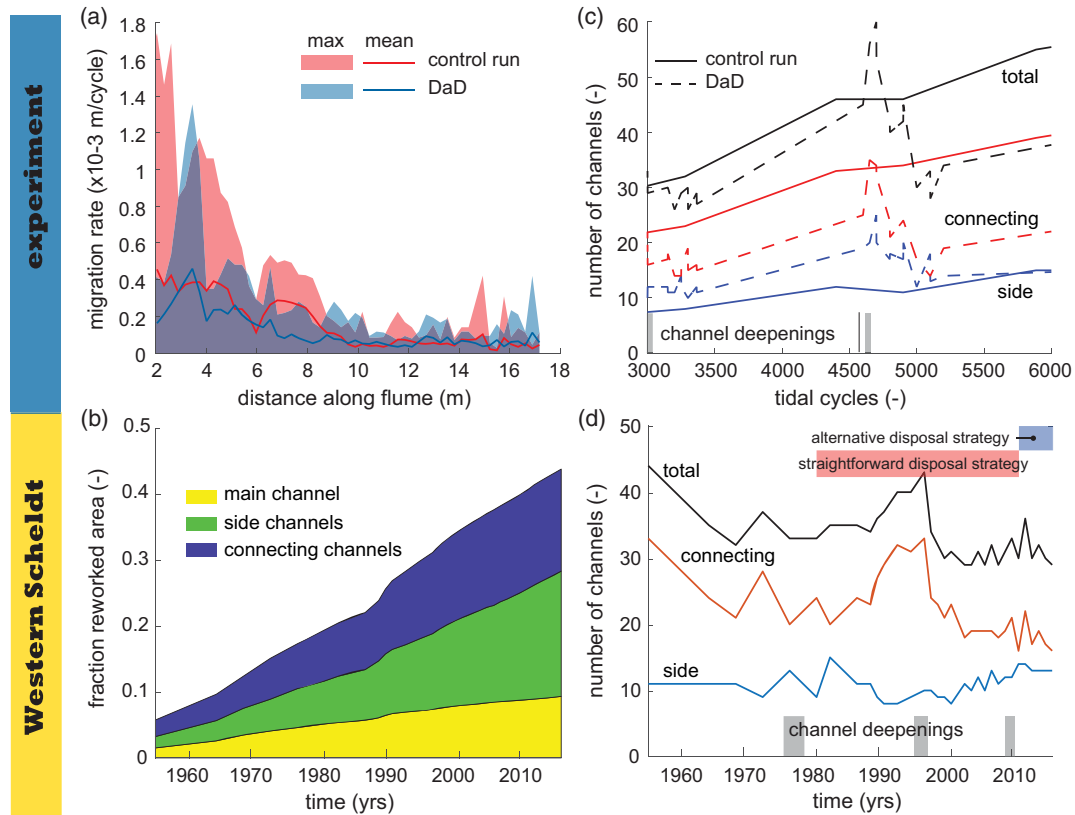 experiment
Western Scheldt
(a)
1.8
1.6
1.4
1.2
1.0
0.8
0.6
0.4
0.2
0
migration rate (x10-3 m/cycle)
max mean
control run
DaD
2 4 6 8 10 12 14 16 18
distance along flume (m)
(c)
60
50
40
30
20
10
0
number of channels (-)
control run
DaD
total
connecting
side
channel deepenings
3000 3500 4000 4500 5000 5500 6000
tidal cycles (-)
(b)
0.5
0.4
0.3
0.2
0.1
0
fraction reworked area (-)
main channel
side channels
connecting channels
1960 1970 1980 1990 2000 2010
time (yrs)
(d)
50
40
30
20
10
0
number of channels (-)
alternative disposal strategy
straightforward disposal strategy
total
connecting
side
channel deepenings
1960 1970 1980 1990 2000 2010
time (yrs)